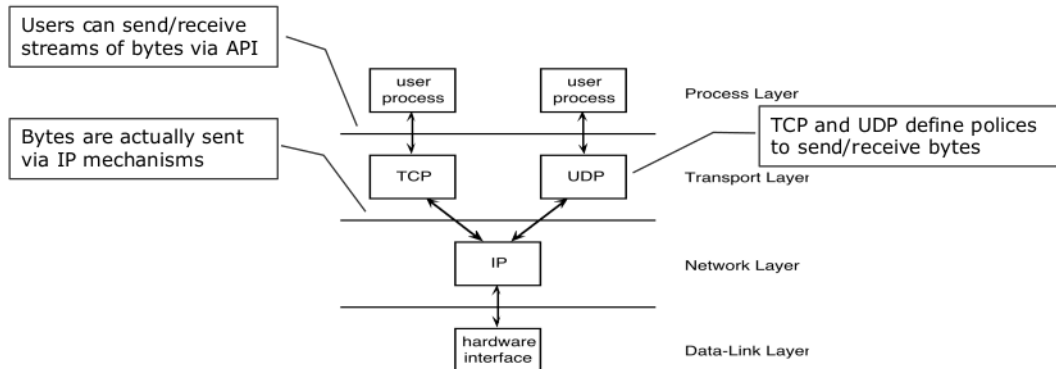 Users can send/receive
streams of bytes via API
user
process
user
process
Process Layer
Bytes are actually sent
via IP mechanisms
TCP and UDP define polices
to send/receive bytes
TCP
UDP
Transport Layer
IP
Network Layer
hardware
interface
Data-Link Layer